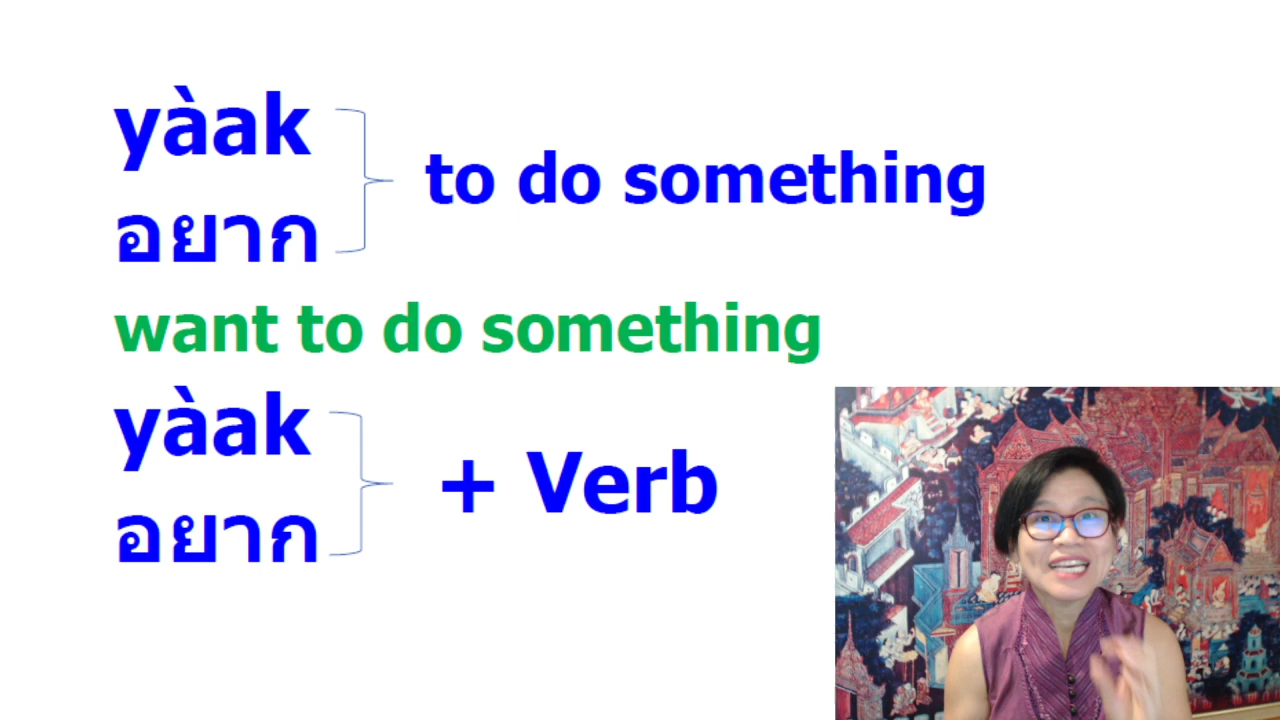 yàak
อยาก
to do something
want to do something
yàak
อยาก
+ Verb